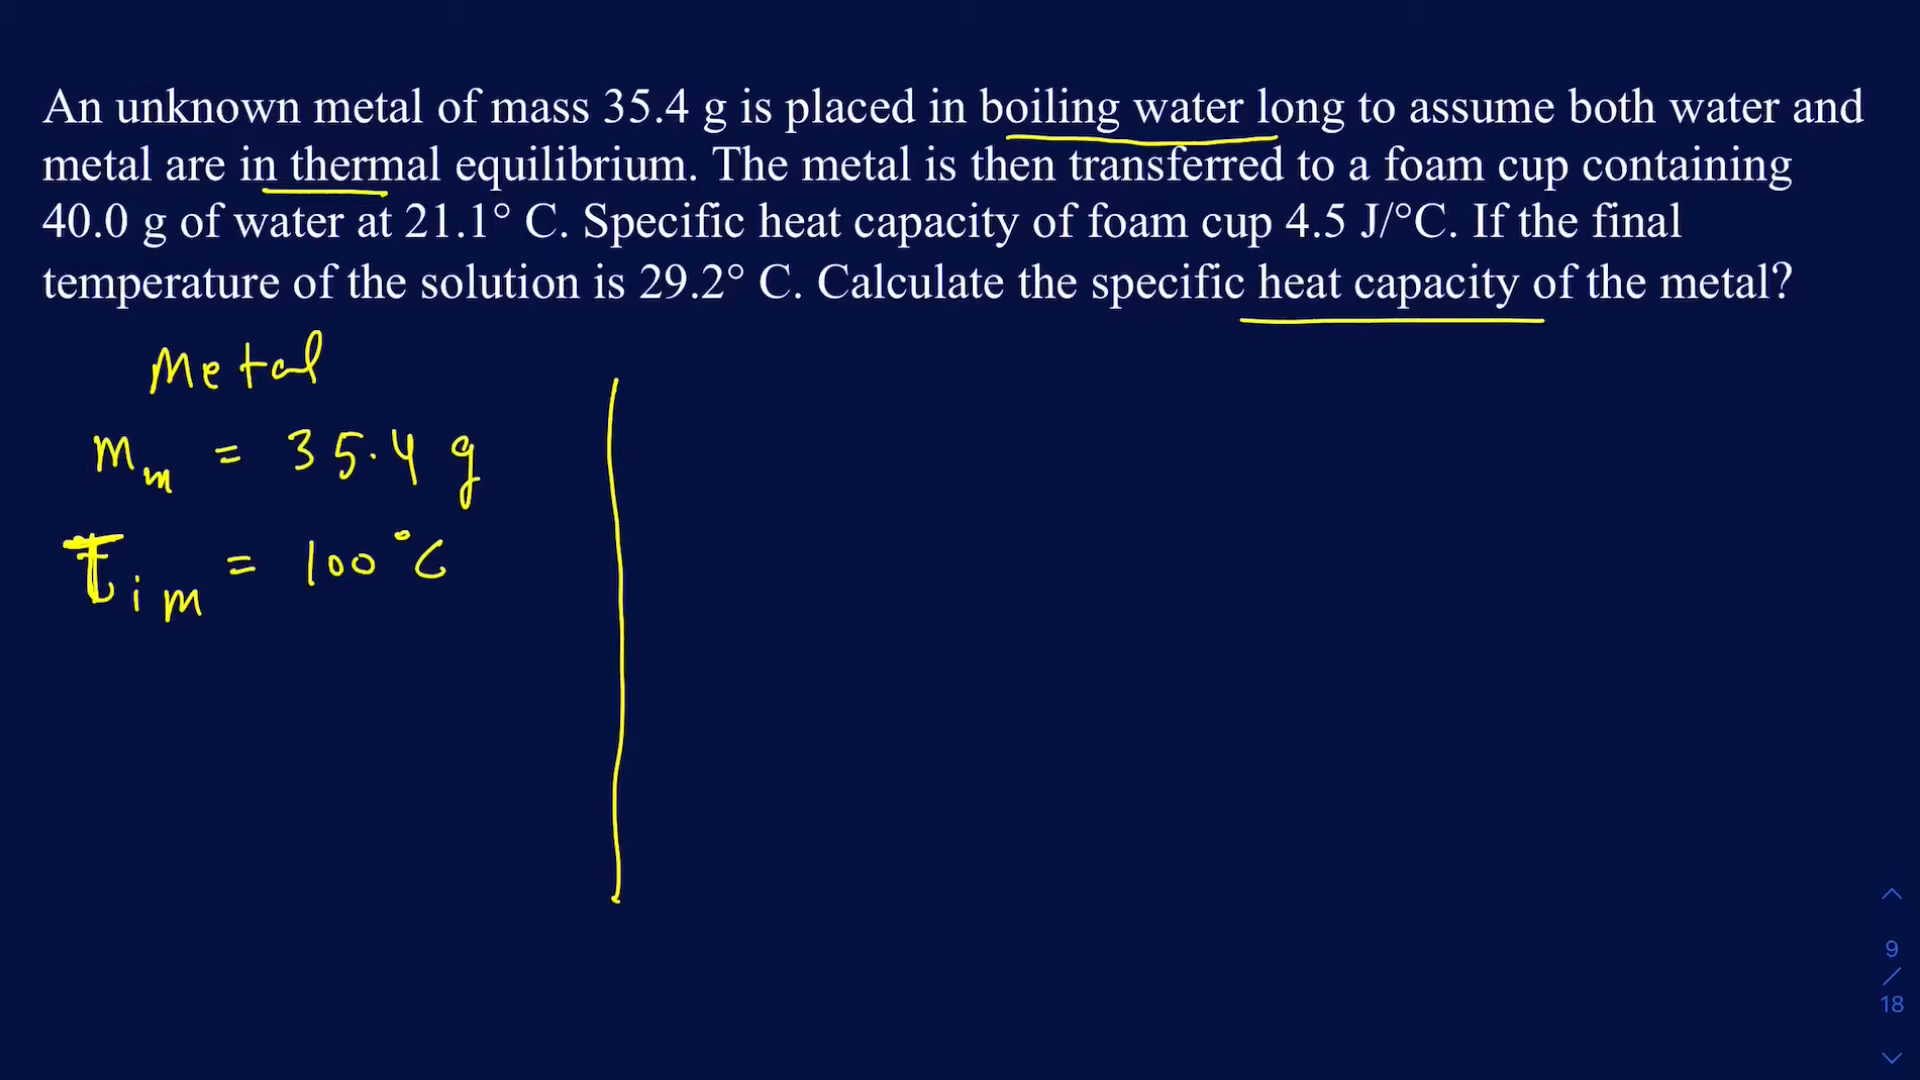 An unknown metal of mass 35.4 g is placed in boiling water long to assume both water and
metal are in thermal equilibrium. The metal is then transferred to a foam cup containing
40.0 g of water at 21.1° C. Specific heat capacity of foam cup 4.5 J/°C. If the final
temperature of the solution is 29.2° C. Calculate the specific heat capacity of the metal?
Metal
m m = 35.4 g
T i m = 100 °C
9
/
18